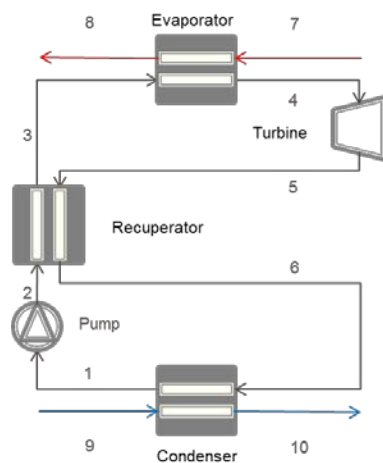 Evaporator
8
7
4
3
Turbine
5
Recuperator
6
2
Pump
1
9
10
Condenser